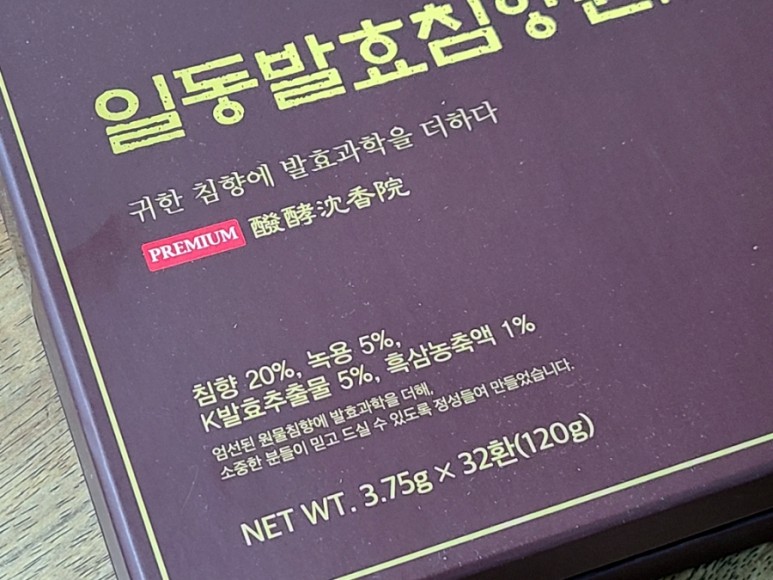 일동발효침향원
귀한 침향에 발효과학을 더하다
PREMIUM 醱酵沈香院
침향 20%, 녹용 5%,
K발효추출물 5%, 흑삼농축액 1%
엄선된 원물침향에 발효과학을 더해,
소중한 분들이 믿고 드실 수 있도록 정성들여 만들었습니다.
NET WT. 3.75g × 32환(120g)